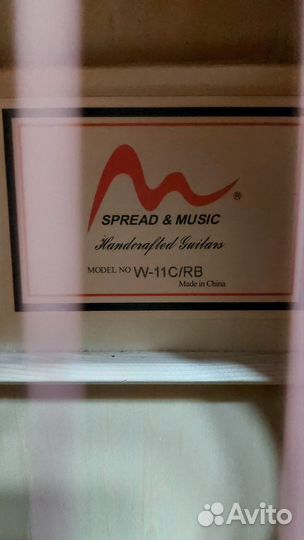 ®
SPREAD & MUSIC
Handcrafted Guitars
MODEL NO W-11C/RB
Made in China
Avito